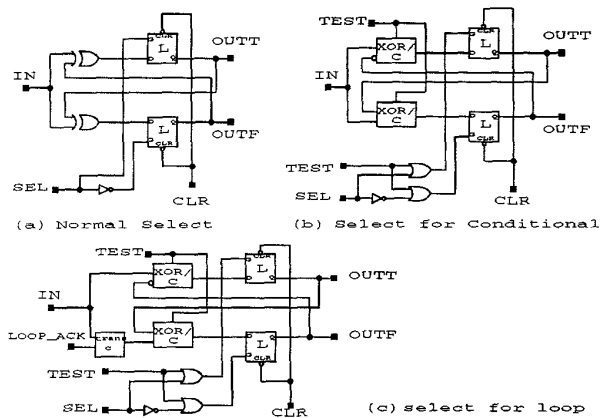 CLR
L
OUTT
IN
L
CLR
OUTF
SEL
CLR
(a) Normal Select
TEST
CLR
L
OUTT
XOR/
C
IN
XOR/
C
L
CLR
OUTF
TEST
SEL
CLR
(b) Select for Conditional
TEST
CLR
L
OUTT
XOR/
C
IN
LOOP_ACK
XOR/
C
L
CLR
OUTF
TEST
SEL
CLR
(c) select for loop